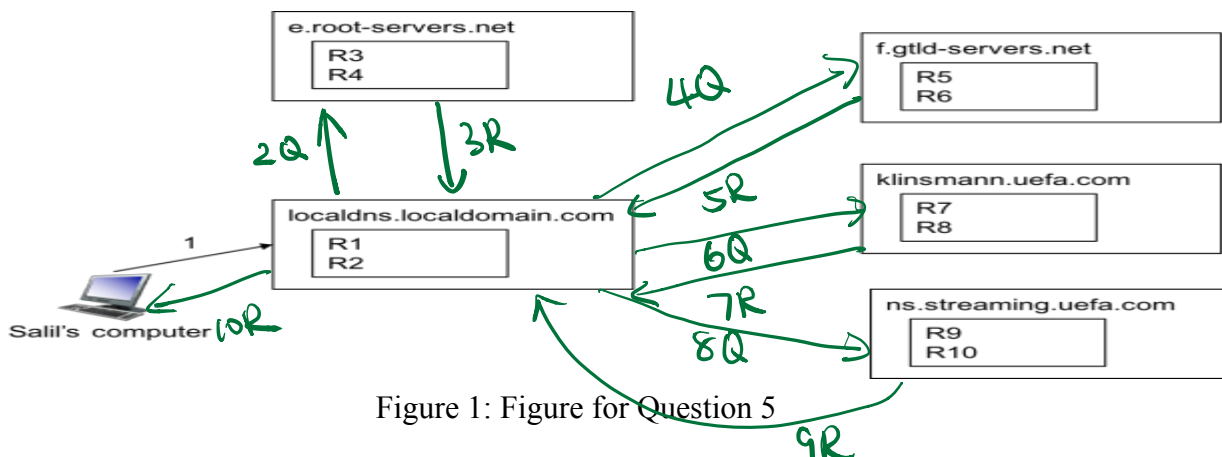 e.root-servers.net
R3
R4
f.gtld-servers.net
R5
R6
4Q
2Q
3R
klinsmann.uefa.com
R7
R8
5R
localdns.localdomain.com
R1
R2
1
6Q
7R
ns.streaming.uefa.com
R9
R10
8Q
Salil's computer
10R
Figure 1: Figure for Question 5
9R